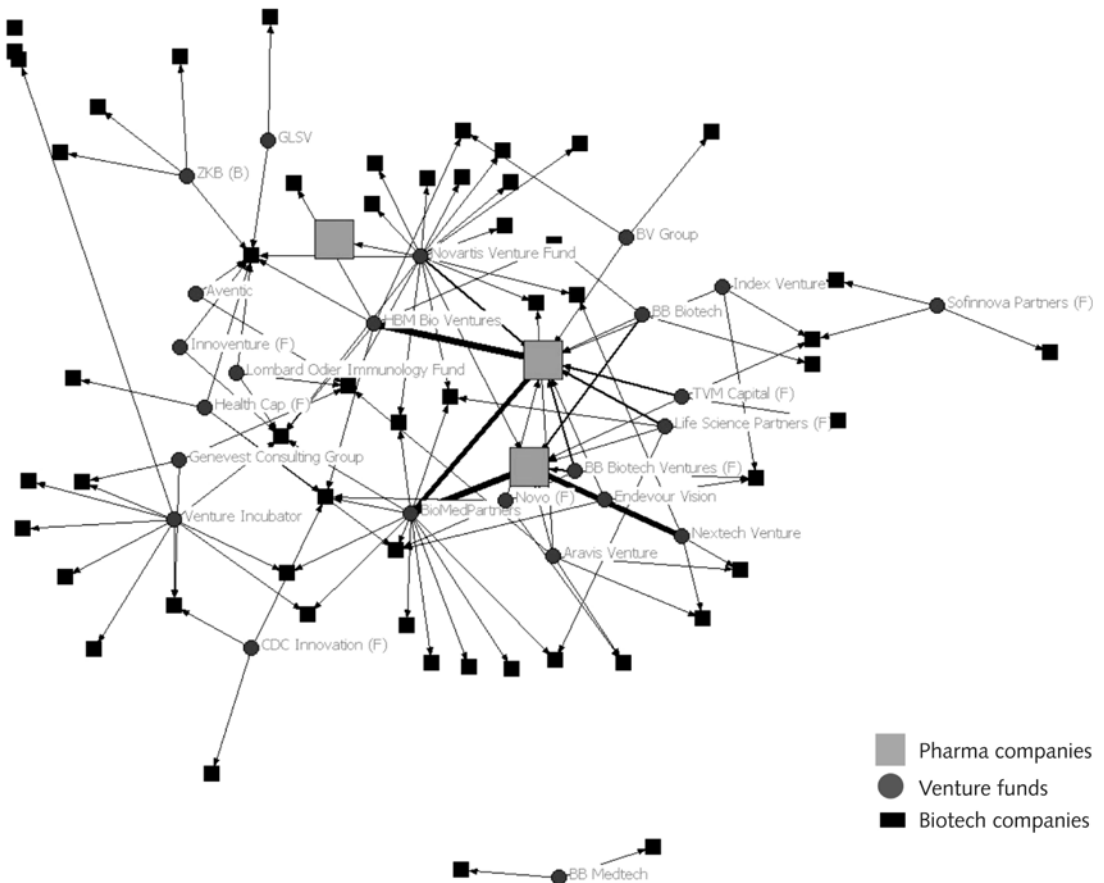 GLSV
ZKB (B)
BV Group
Novartis Venture Fund
Index Venture
Aventic
Sofinnova Partners (F)
BB Biotech
HBM Bio Ventures
Innoventure (F)
Lombard Odier Immunology Fund
TVM Capital (F)
Health Cap (F)
Life Science Partners (F)
Genevest Consulting Group
BB Biotech Ventures (F)
Novo (F)
Endevour Vision
BioMedPartners
Venture Incubator
Nextech Venture
Aravis Venture
CDC Innovation (F)
Pharma companies
Venture funds
Biotech companies
BB Medtech